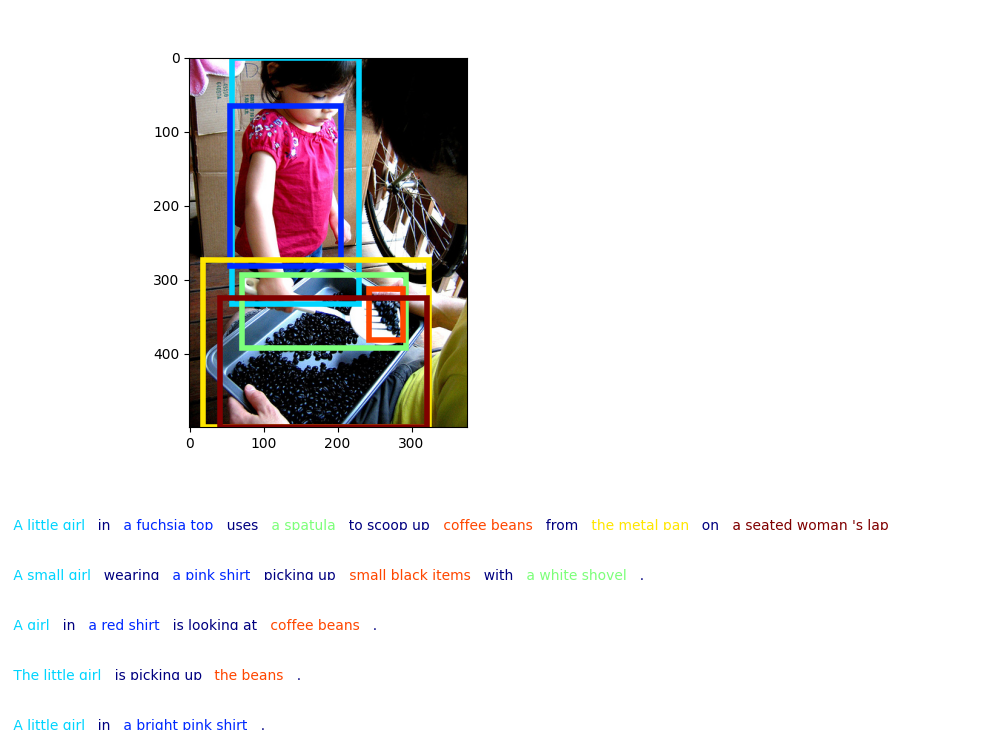 0
100
200
300
400
0 100 200 300
A little girl in a fuchsia top uses a spatula to scoop up coffee beans from the metal pan on a seated woman 's lap
A small girl wearing a pink shirt picking up small black items with a white shovel .
A girl in a red shirt is looking at coffee beans .
The little girl is picking up the beans .
A little girl in a bright pink shirt .